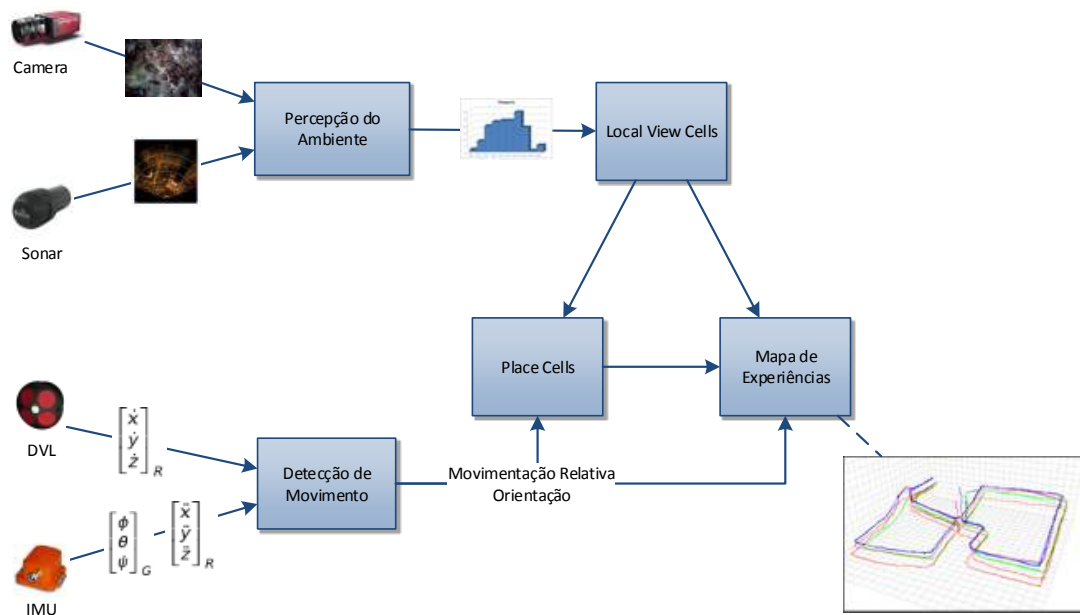 Camera
Percepção do
Ambiente
Local View Cells
Sonar
Place Cells
Mapa de
Experiências
DVL
ẋ
ẏ
ż
R
Detecção de
Movimento
Movimentação Relativa
Orientação
ϕ
θ
ψ
G
ẍ
ÿ
z̈
R
IMU